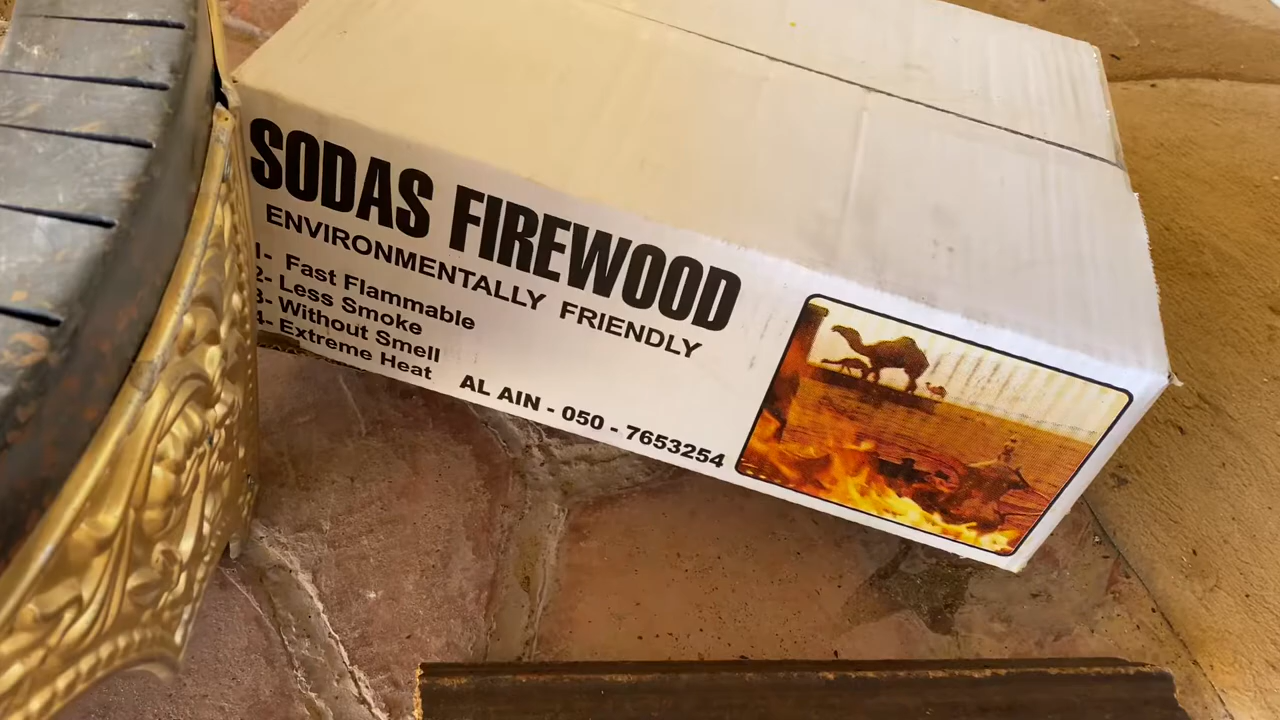 SODAS FIREWOOD
ENVIRONMENTALLY FRIENDLY
1- Fast Flammable
2- Less Smoke
3- Without Smell
4- Extreme Heat
AL AIN - 050 - 7653254